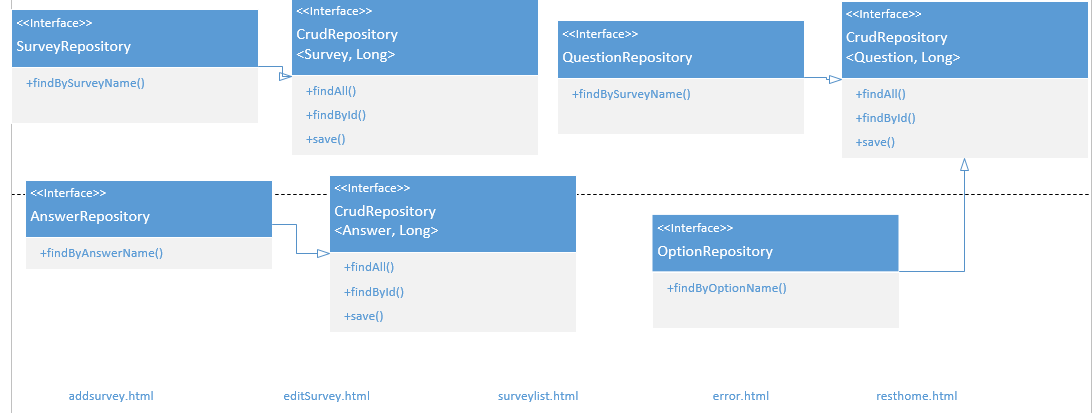 <<Interface>>
SurveyRepository
+findBySurveyName()
<<Interface>>
CrudRepository
<Survey, Long>
+findAll()
+findById()
+save()
<<Interface>>
QuestionRepository
+findBySurveyName()
<<Interface>>
CrudRepository
<Question, Long>
+findAll()
+findById()
+save()
<<Interface>>
AnswerRepository
+findByAnswerName()
<<Interface>>
CrudRepository
<Answer, Long>
+findAll()
+findById()
+save()
<<Interface>>
OptionRepository
+findByOptionName()
addsurvey.html
editSurvey.html
surveylist.html
error.html
resthome.html